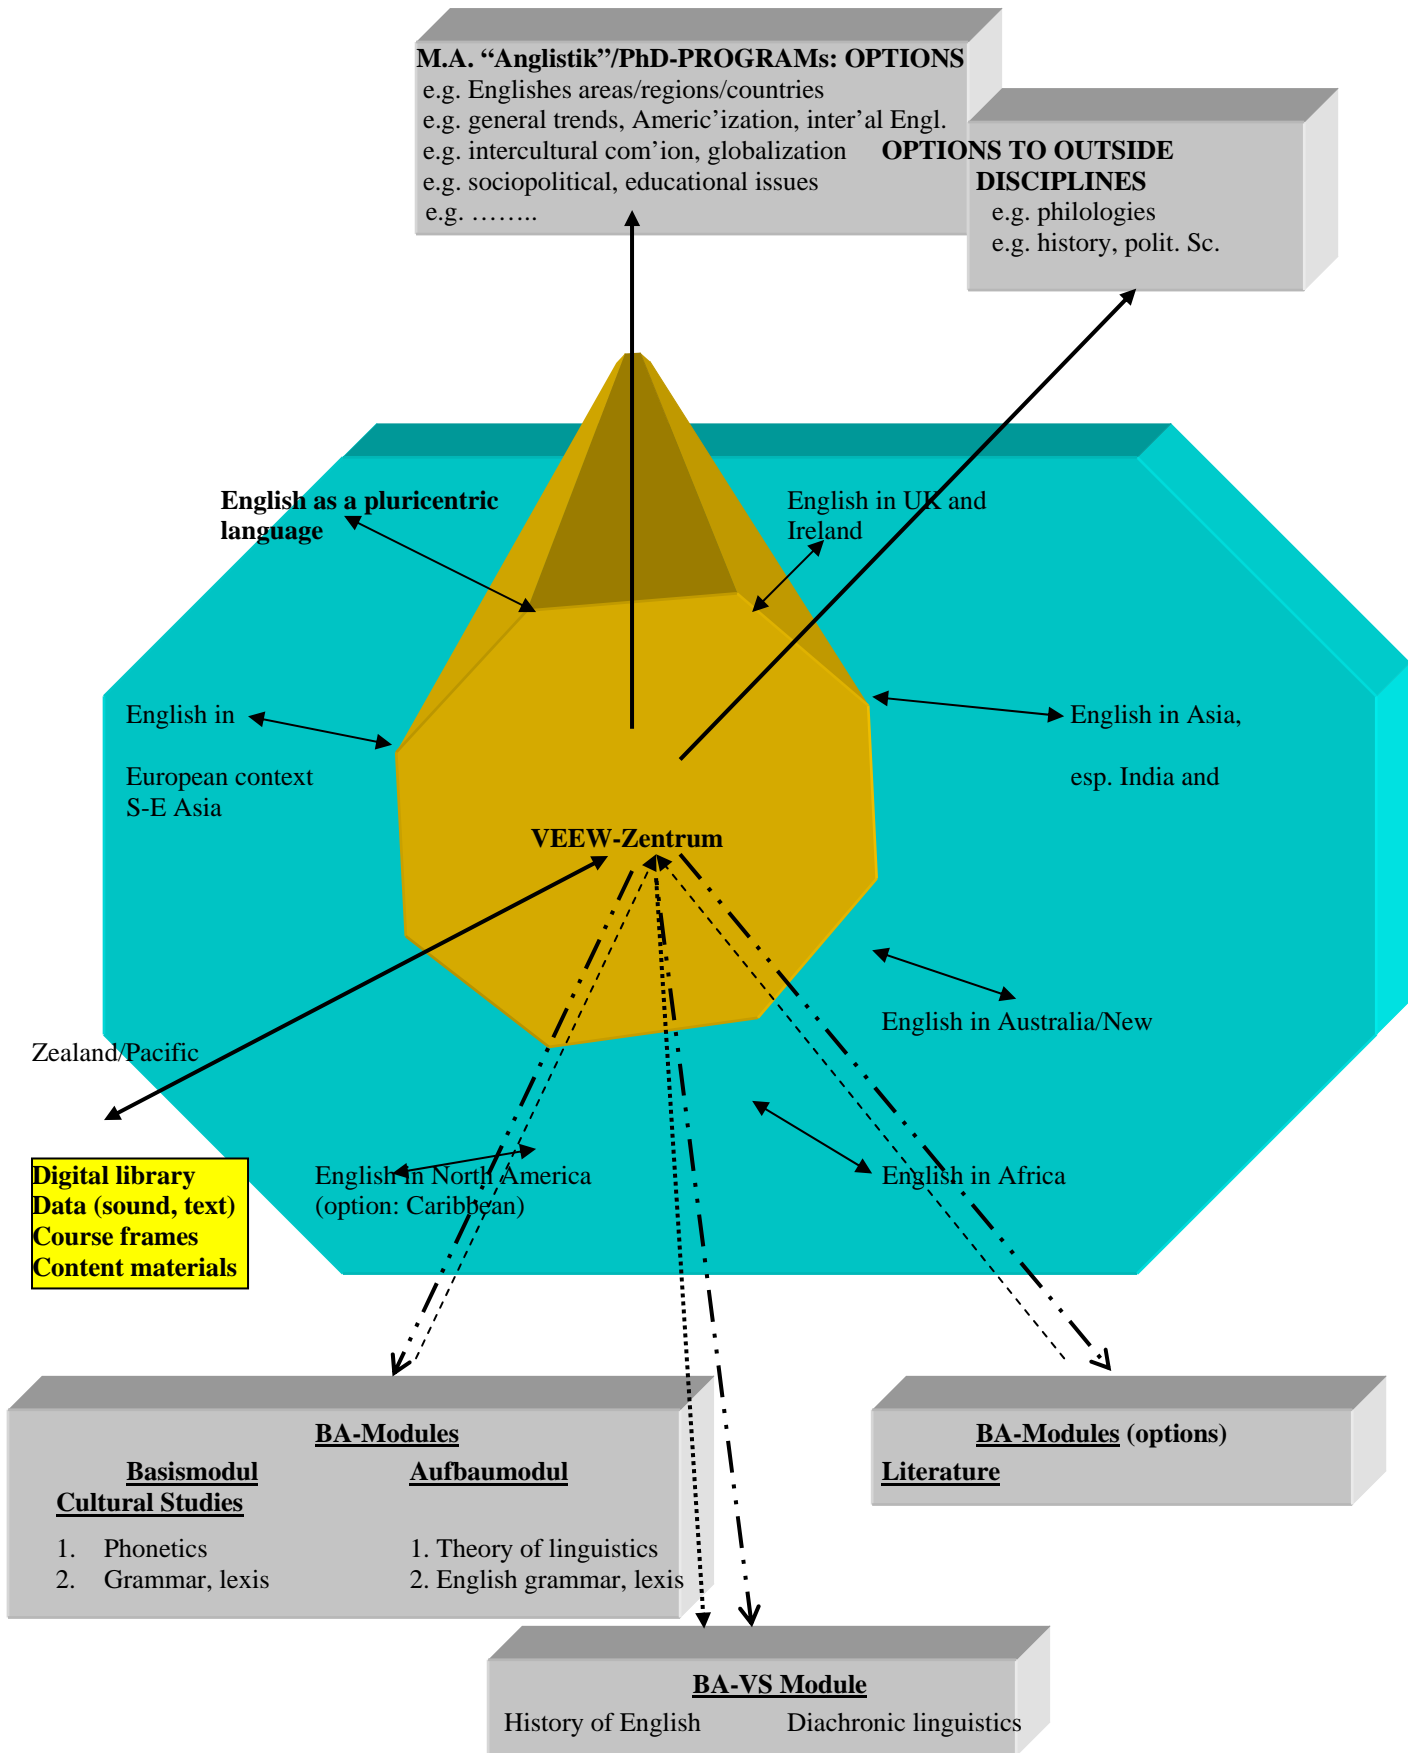 M.A. “Anglistik”/PhD-PROGRAMs: OPTIONS
e.g. Englishes areas/regions/countries
e.g. general trends, Americ’ization, inter’al Engl.
e.g. intercultural com’ion, globalization
e.g. sociopolitical, educational issues
e.g. ……..
OPTIONS TO OUTSIDE
DISCIPLINES
e.g. philologies
e.g. history, polit. Sc.
English as a pluricentric
language
English in UK and
Ireland
English in
European context
S-E Asia
English in Asia,
esp. India and
VEEW-Zentrum
English in Australia/New
Zealand/Pacific
Digital library
Data (sound, text)
Course frames
Content materials
English in North America
(option: Caribbean)
English in Africa
BA-Modules
Basismodul Aufbaumodul
Cultural Studies
1. Phonetics 1. Theory of linguistics
2. Grammar, lexis 2. English grammar, lexis
BA-Modules (options)
Literature
BA-VS Module
History of English Diachronic linguistics